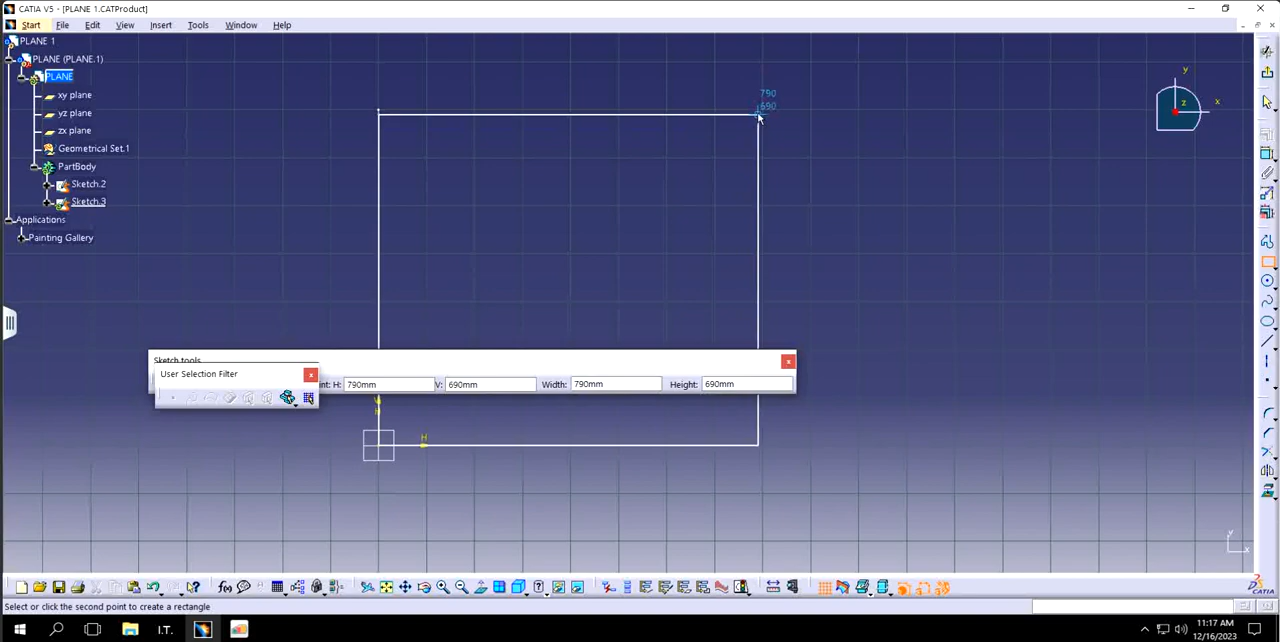 CATIA V5 - [PLANE 1.CATProduct]
Start File Edit View Insert Tools Window Help
PLANE 1
PLANE (PLANE.1)
PLANE
xy plane
yz plane
zx plane
Geometrical Set.1
PartBody
Sketch.2
Sketch.3
Applications
Painting Gallery
790
690
y
z
x
Sketch tools
User Selection Filter
int: H: 790mm V: 690mm Width: 790mm Height: 690mm
V
H
H
y
x
f(x)
Select or click the second point to create a rectangle
CATIA
I.T.
11:17 AM
12/16/2023